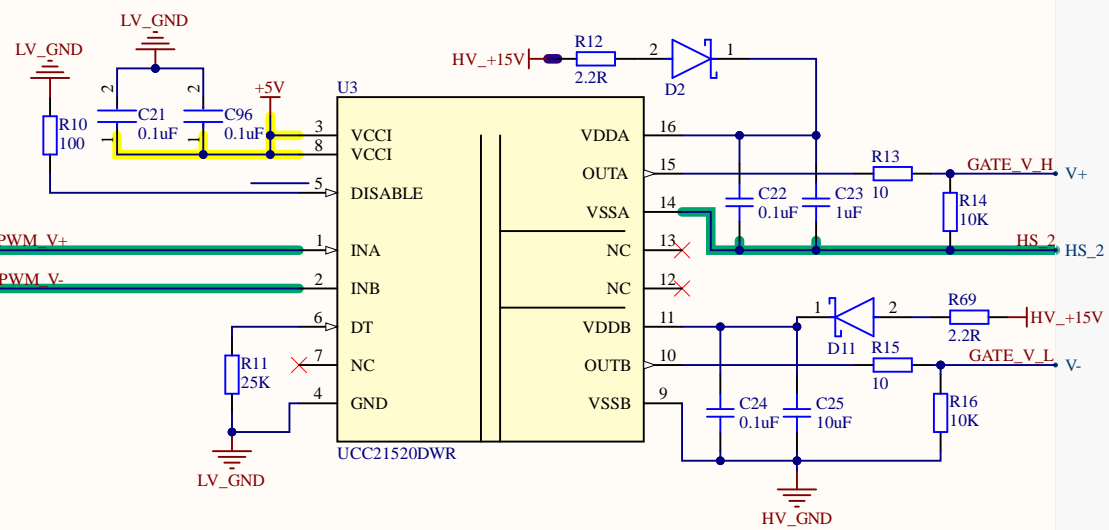 LV_GND
LV_GND
R10
100
2
C21
0.1uF
1
2
C96
0.1uF
1
+5V
U3
3
VCCI
8
VCCI
5
DISABLE
PWM_V+
1
INA
PWM_V-
2
INB
6
DT
R11
25K
7
NC
4
GND
LV_GND
UCC21520DWR
HV_+15V
R12
2.2R
2
1
D2
VDDA
16
OUTA
15
R13
10
GATE_V_H
V+
C22
0.1uF
C23
1uF
R14
10K
VSSA
14
NC
13
HS_2
HS_2
NC
12
VDDB
11
1
2
D11
R69
2.2R
HV_+15V
OUTB
10
R15
10
GATE_V_L
V-
VSSB
9
C24
0.1uF
C25
10uF
R16
10K
HV_GND